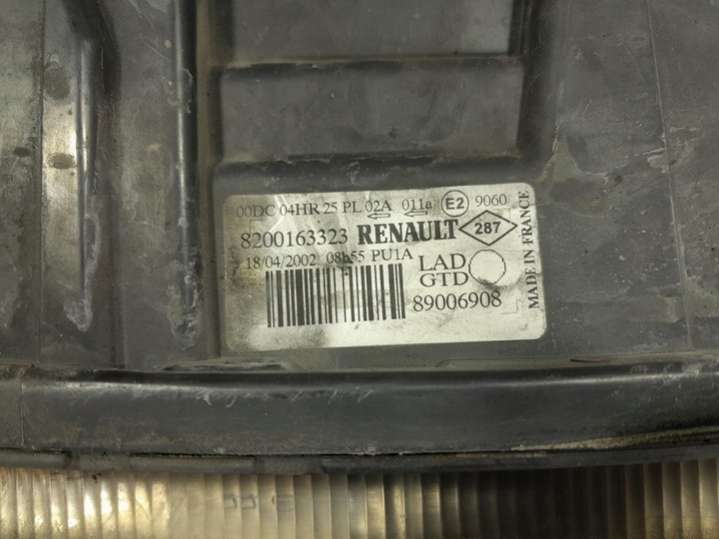 00DC 04HR 25 PL 02A 011a E2 9060
8200163323 RENAULT 287
18/04/2002 08h55 PU1A LAD
GTD
89006908
MADE IN FRANCE